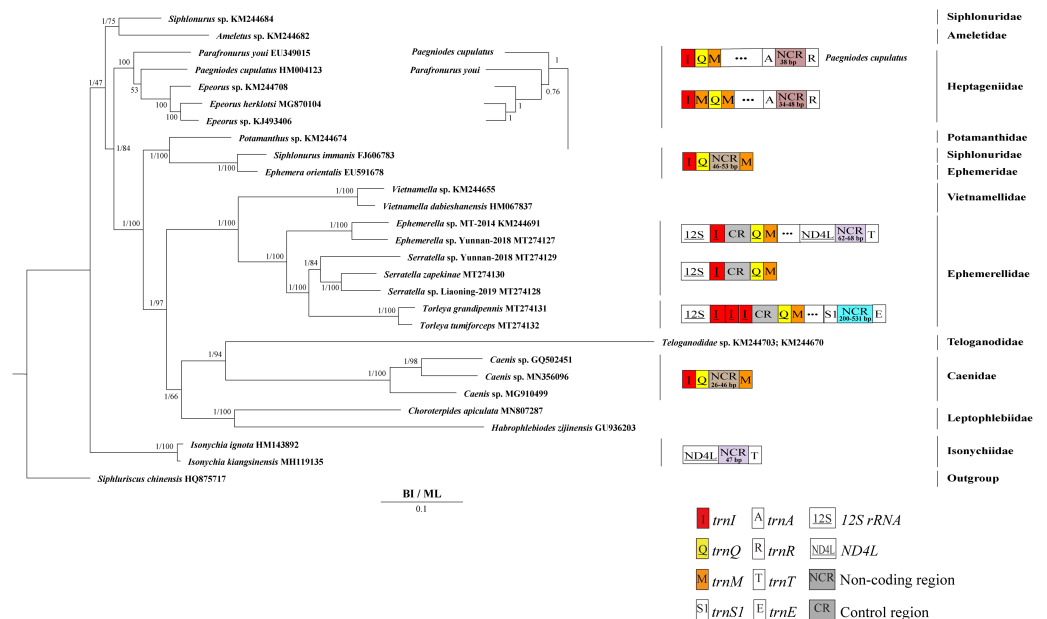 Siphlonurus sp. KM244684
1/75
Ameletus sp. KM244682
Siphlonuridae
Ameletidae
1/47
100
Parafronurus youi EU349015
Paegniodes cupulatus HM004123
53
Epeorus sp. KM244708
100
Epeorus herklotsi MG870104
100
Epeorus sp. KJ493406
Paegniodes cupulatus
1
Parafronurus youi
0.76
1
1
I Q M ••• A NCR 38 bp R
Paegniodes cupulatus
I M Q M ••• A NCR 34-48 bp R
Heptageniidae
1/84
Potamanthus sp. KM244674
1/100
Siphlonurus immanis FJ606783
1/100
Ephemera orientalis EU591678
I Q NCR 46-53 bp M
Potamanthidae
Siphlonuridae
Ephemeridae
1/100
Vietnamella sp. KM244655
1/100
Vietnamella dabieshanensis HM067837
Vietnamellidae
1/100
Ephemerella sp. MT-2014 KM244691
1/100
Ephemerella sp. Yunnan-2018 MT274127
1/100
Serratella sp. Yunnan-2018 MT274129
1/84
Serratella zapekinae MT274130
1/100
Serratella sp. Liaoning-2019 MT274128
1/100
Torleya grandipennis MT274131
1/100
Torleya tumiforceps MT274132
12S I CR Q M ••• ND4L NCR 62-68 bp T
12S I CR Q M
12S I I I CR Q M ••• S1 NCR 200-531 bp E
Ephemerellidae
1/97
Teloganodidae sp. KM244703; KM244670
Teloganodidae
1/94
Caenis sp. GQ502451
1/98
Caenis sp. MN356096
1/100
Caenis sp. MG910499
I Q NCR 26-46 bp M
Caenidae
1/66
Choroterpides apiculata MN807287
1/100
Habrophlebiodes zijinensis GU936203
Leptophlebiidae
Isonychia ignota HM143892
1/100
Isonychia kiangsinensis MH119135
ND4L NCR 47 bp T
Isonychiidae
Siphluriscus chinensis HQ875717
Outgroup
BI / ML
0.1
I trnI A trnA 12S 12S rRNA
Q trnQ R trnR ND4L ND4L
M trnM T trnT NCR Non-coding region
S1 trnS1 E trnE CR Control region